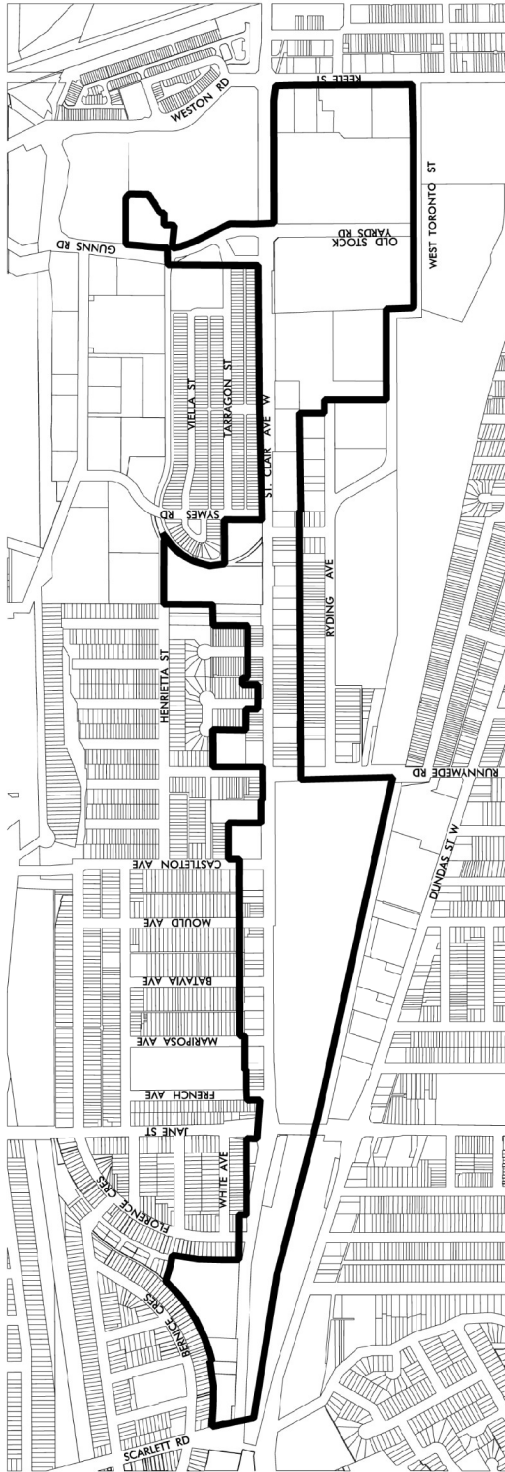 KEELE ST
WESTON RD
OLD STOCK
YARDS RD
WEST TORONTO ST
GUNNS RD
VIELLA ST
TARRAGON ST
ST. CLAIR AVE W
SYMES RD
RYDING AVE
HENRIETTA ST
RUNNYMEDE RD
DUNDAS ST W
CASTLETON AVE
MOULD AVE
BATAVIA AVE
MARIPOSA AVE
FRENCH AVE
JANE ST
WHITE AVE
FLORENCE CRES
BERNICE CRES
SCARLETT RD